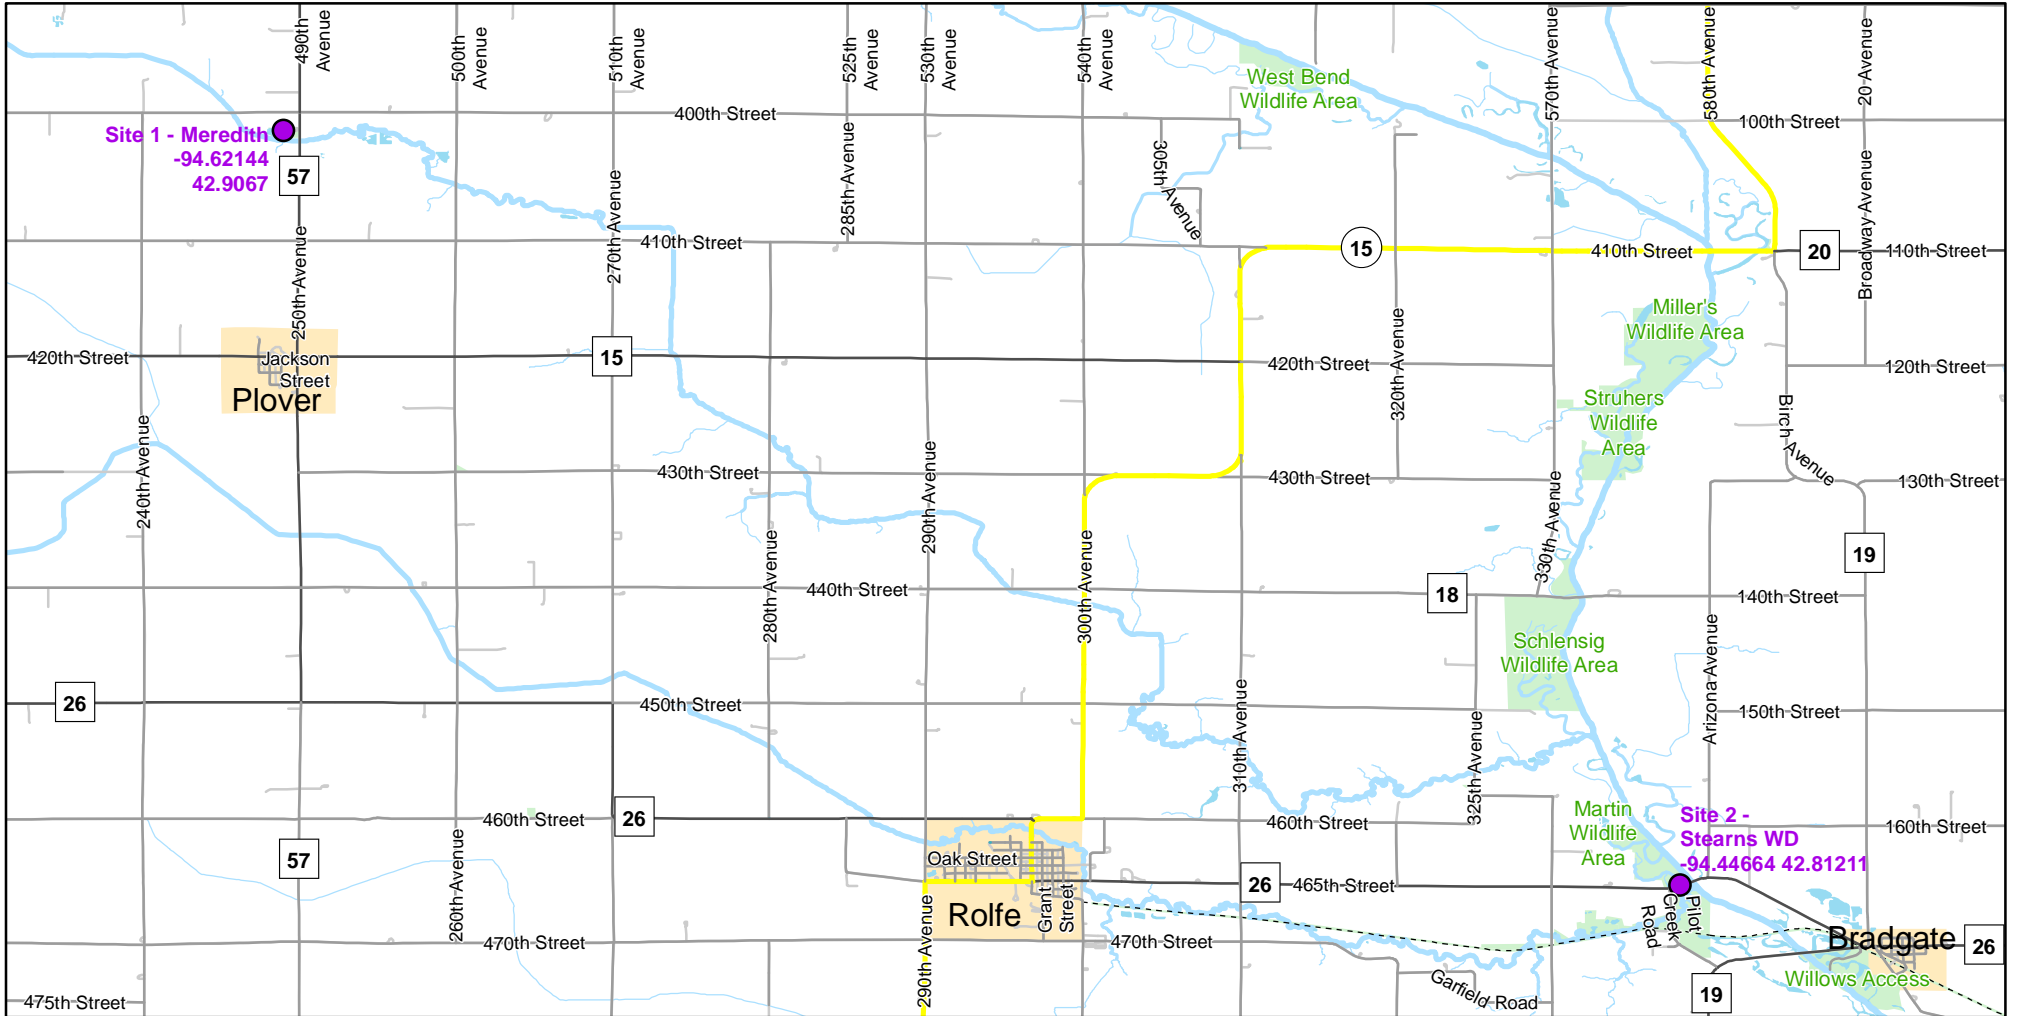 490th
Avenue
500th
Avenue
510th
Avenue
525th
Avenue
530th
Avenue
540th
Avenue
570th Avenue
580th Avenue
20 Avenue
West Bend
Wildlife Area
400th Street
100th Street
Site 1 - Meredith
-94.62144
42.9067
57
285th Avenue
305th Avenue
270th Avenue
250th Avenue
Broadway Avenue
410th Street
15
410th Street
20
110th Street
Miller's
Wildlife Area
420th Street
Jackson
Street
Plover
15
420th Street
320th Avenue
120th Street
Struhers
Wildlife
Area
Birch Avenue
240th Avenue
430th Street
290th Avenue
430th Street
130th Street
330th Avenue
19
280th Avenue
300th Avenue
440th Street
18
140th Street
Schlensig
Wildlife Area
Arizona Avenue
26
450th Street
310th Avenue
325th Avenue
150th Street
460th Street
26
460th Street
Martin
Wildlife
Area
Site 2 -
Stearns WD
-94.44664 42.81211
160th Street
57
260th Avenue
Oak Street
Rolfe
Grant
Street
26
465th Street
Pilot
Creek
Road
290th Avenue
470th Street
470th Street
Bradgate
26
Willows Access
Garfield Road
19
475th Street